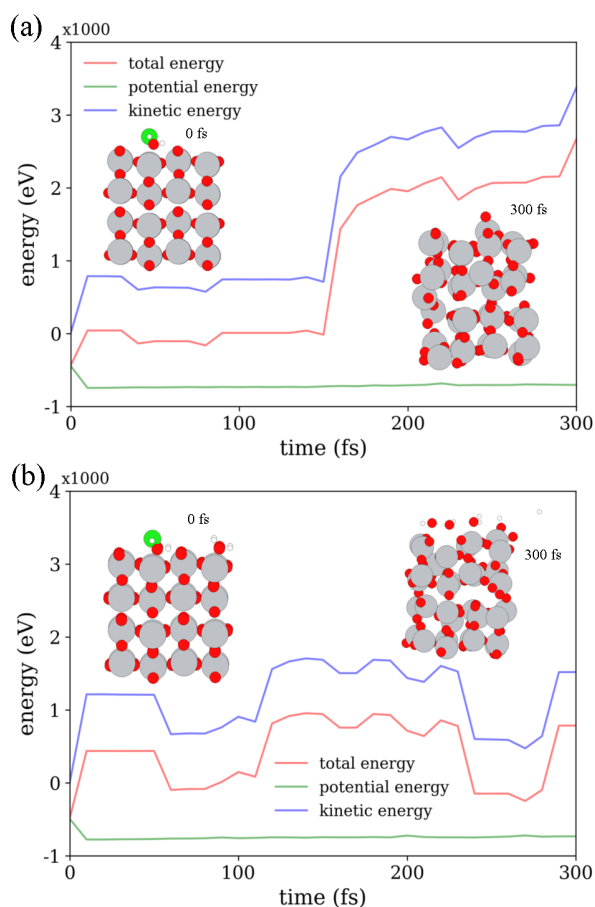 (a)
x1000
4
3
2
1
0
-1
energy (eV)
total energy
potential energy
kinetic energy
0 fs
300 fs
0
100
200
300
time (fs)
(b)
x1000
4
3
2
1
0
-1
energy (eV)
0 fs
300 fs
total energy
potential energy
kinetic energy
0
100
200
300
time (fs)